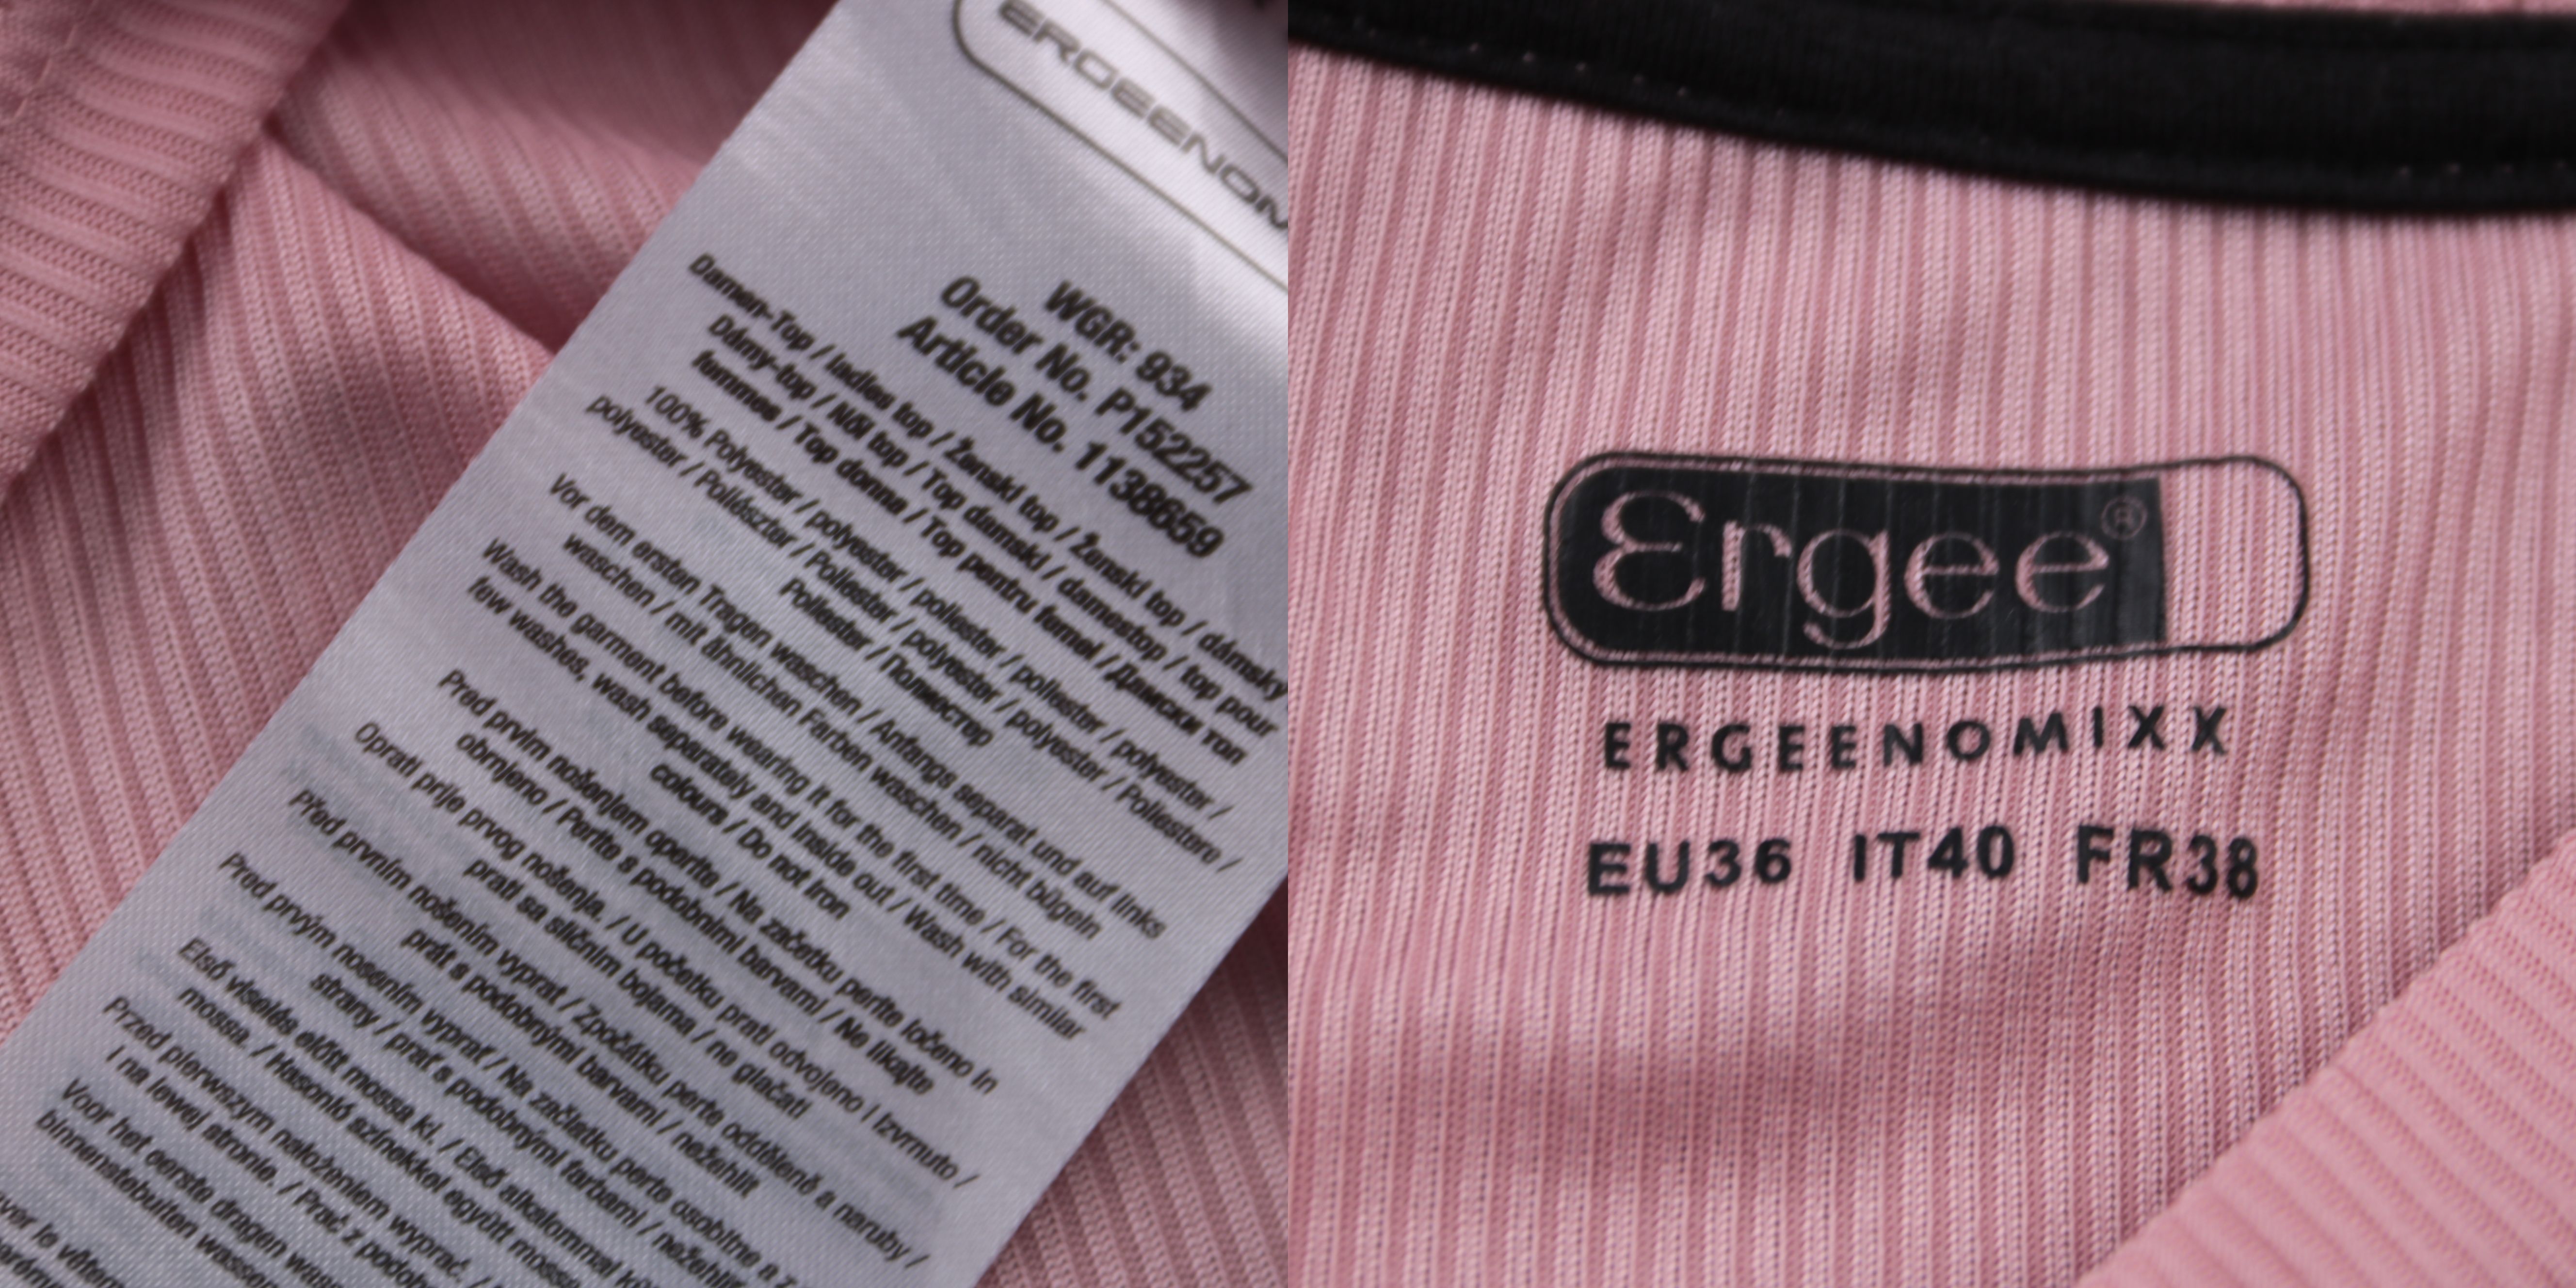 ERGEENOM
WGR: 934
Order No. P152257
Article No. 1138659
Damen-Top / ladies top / Ženski top / Ženski top / dámsky
Dámy-top / Női top / Top damski / damestop / top pour
femmes / Top donna / Top pentru femei / Дамски топ
100% Polyester / polyester / poliester / poliester / polyester /
polyester / Poliészter / Poliester / polyester / polyester / Poliestere /
Poliester / Полиестер
Vor dem ersten Tragen waschen / Anfangs separat und auf links
waschen / mit ähnlichen Farben waschen / nicht bügeln
Wash the garment before wearing it for the first time / For the first
few washes, wash separately and inside out / Wash with similar
colours / Do not iron
Pred prvim nošenjem operite / Na začetku perite ločeno in
obrnjeno / Perite s podobnimi barvami / Ne likajte
Oprati prije prvog nošenja. / U početku prati odvojeno i izvrnuto /
prati sa sličnim bojama / ne glačati
Před prvním nošením vyprat / Zpočátku perte odděleně a naruby /
prát s podobnými barvami / nežehlit
Pred prvým nosením vyprať / Na začiatku perte osobitne a z
strany / prať s podobnými farbami / nežehli
Első viselés előtt mossa ki. / Első alkalommal kü
mossa. / Hasonló színekkel együtt mossa
Przed pierwszym nałożeniem wyprać. /
i na lewej stronie. / Prać z podob
Voor het eerste dragen wass
binnenstebuiten wassen
Ergee®
ERGEENOMIXX
EU36 IT40 FR38